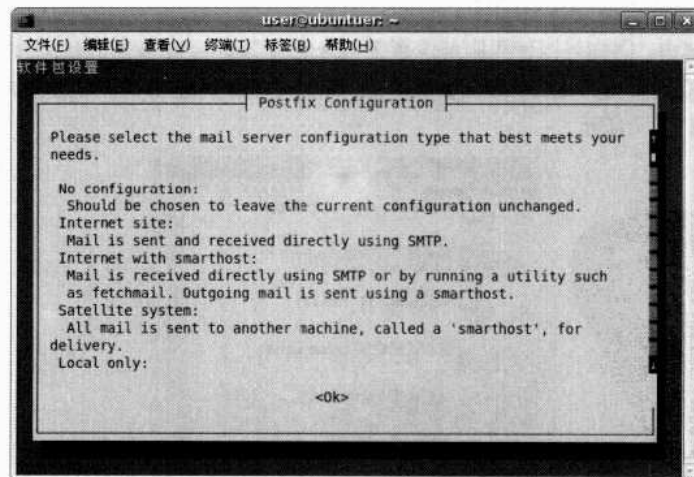 user@ubuntuer: ~
文件(F) 编辑(E) 查看(V) 终端(T) 标签(B) 帮助(H)
软件包设置
Postfix Configuration
Please select the mail server configuration type that best meets your
needs.
No configuration:
Should be chosen to leave the current configuration unchanged.
Internet site:
Mail is sent and received directly using SMTP.
Internet with smarthost:
Mail is received directly using SMTP or by running a utility such
as fetchmail. Outgoing mail is sent using a smarthost.
Satellite system:
All mail is sent to another machine, called a 'smarthost', for
delivery.
Local only:
<Ok>